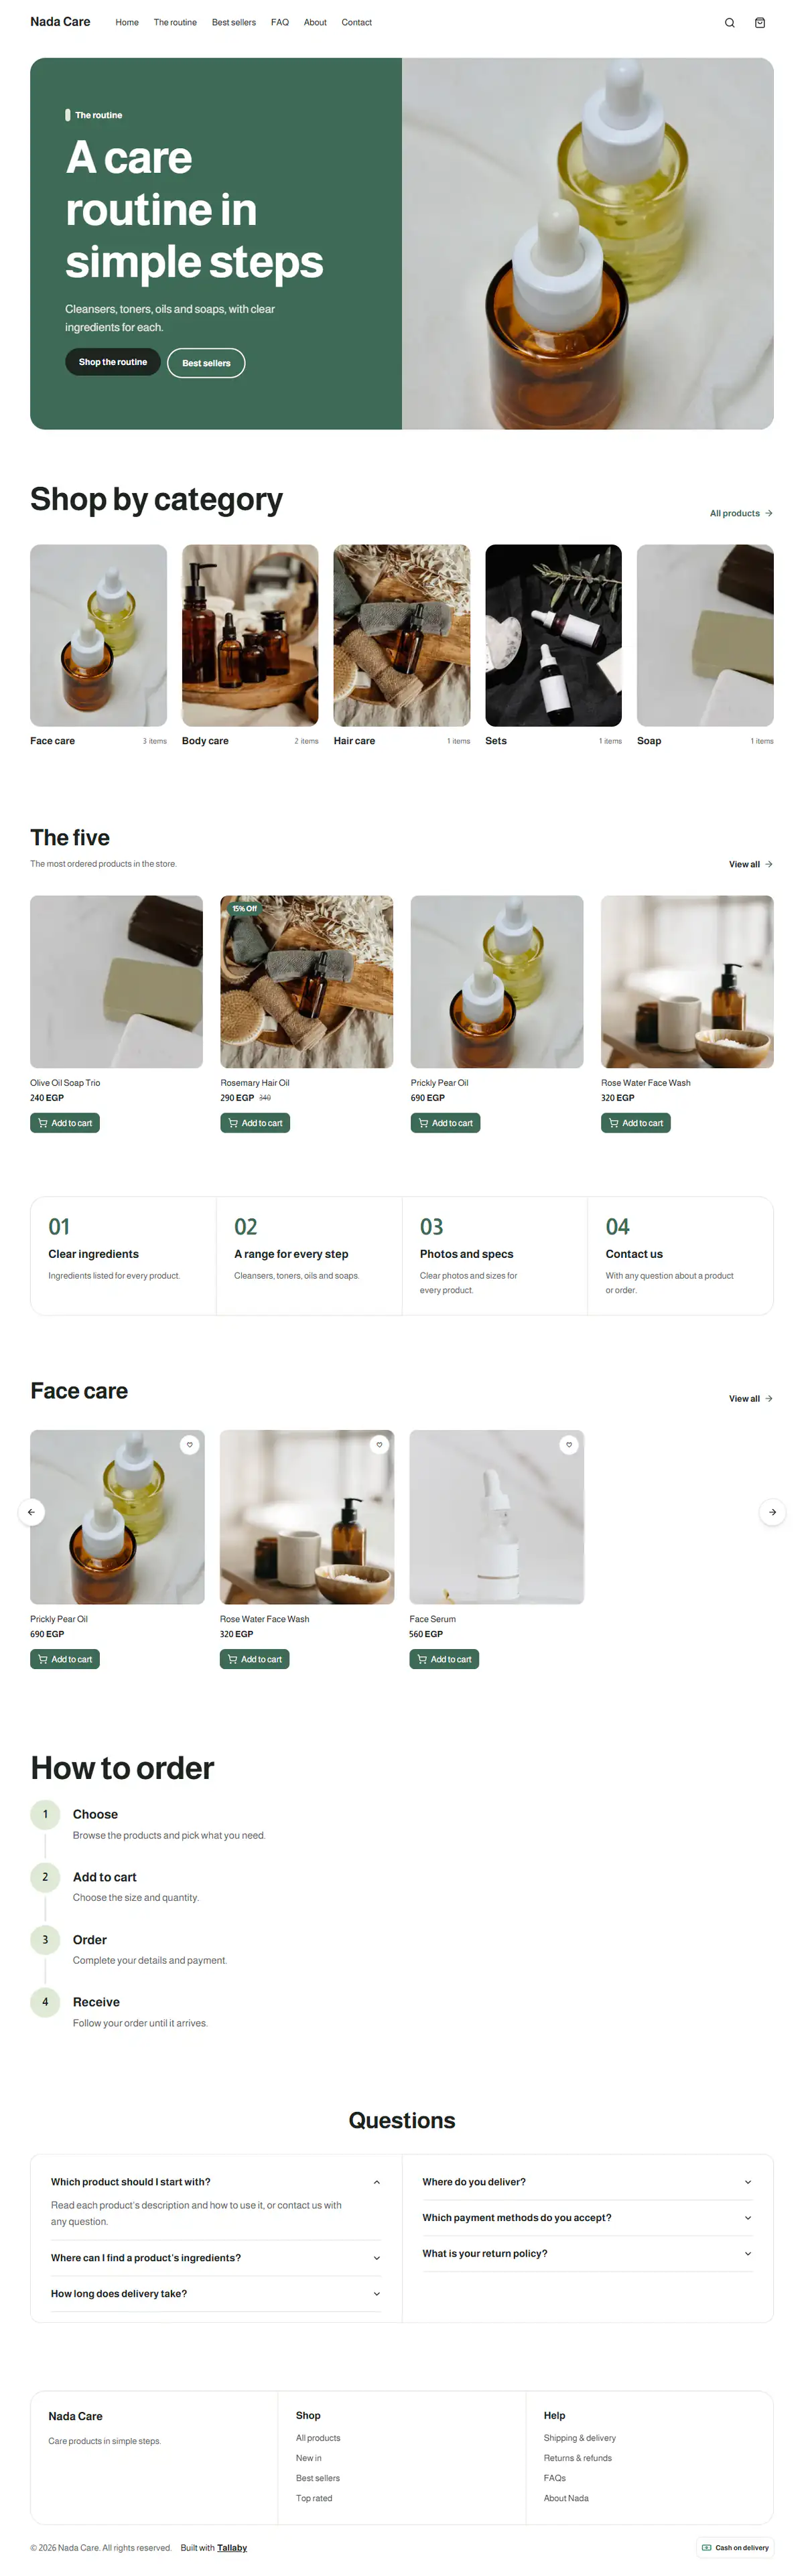 Nada Care
Home The routine Best sellers FAQ About Contact
The routine
A care
routine in
simple steps
Cleansers, toners, oils and soaps, with clear
ingredients for each.
Shop the routine Best sellers
Shop by category
All products →
Face care 3 items Body care 2 items Hair care 1 items Sets 1 items Soap 1 items
The five
The most ordered products in the store.
View all →
15% Off
Olive Oil Soap Trio Rosemary Hair Oil Prickly Pear Oil Rose Water Face Wash
240 EGP 290 EGP 340 690 EGP 320 EGP
Add to cart Add to cart Add to cart Add to cart
01 02 03 04
Clear ingredients A range for every step Photos and specs Contact us
Ingredients listed for every product. Cleansers, toners, oils and soaps. Clear photos and sizes for With any question about a product
every product. or order.
Face care
View all →
Prickly Pear Oil Rose Water Face Wash Face Serum
690 EGP 320 EGP 560 EGP
Add to cart Add to cart Add to cart
How to order
1 Choose
Browse the products and pick what you need.
2 Add to cart
Choose the size and quantity.
3 Order
Complete your details and payment.
4 Receive
Follow your order until it arrives.
Questions
Which product should I start with?
Read each product's description and how to use it, or contact us with
any question.
Where can I find a product's ingredients?
How long does delivery take?
Where do you deliver?
Which payment methods do you accept?
What is your return policy?
Nada Care
Care products in simple steps.
Shop
All products
New in
Best sellers
Top rated
Help
Shipping & delivery
Returns & refunds
FAQs
About Nada
© 2026 Nada Care. All rights reserved. Built with Tallaby
Cash on delivery